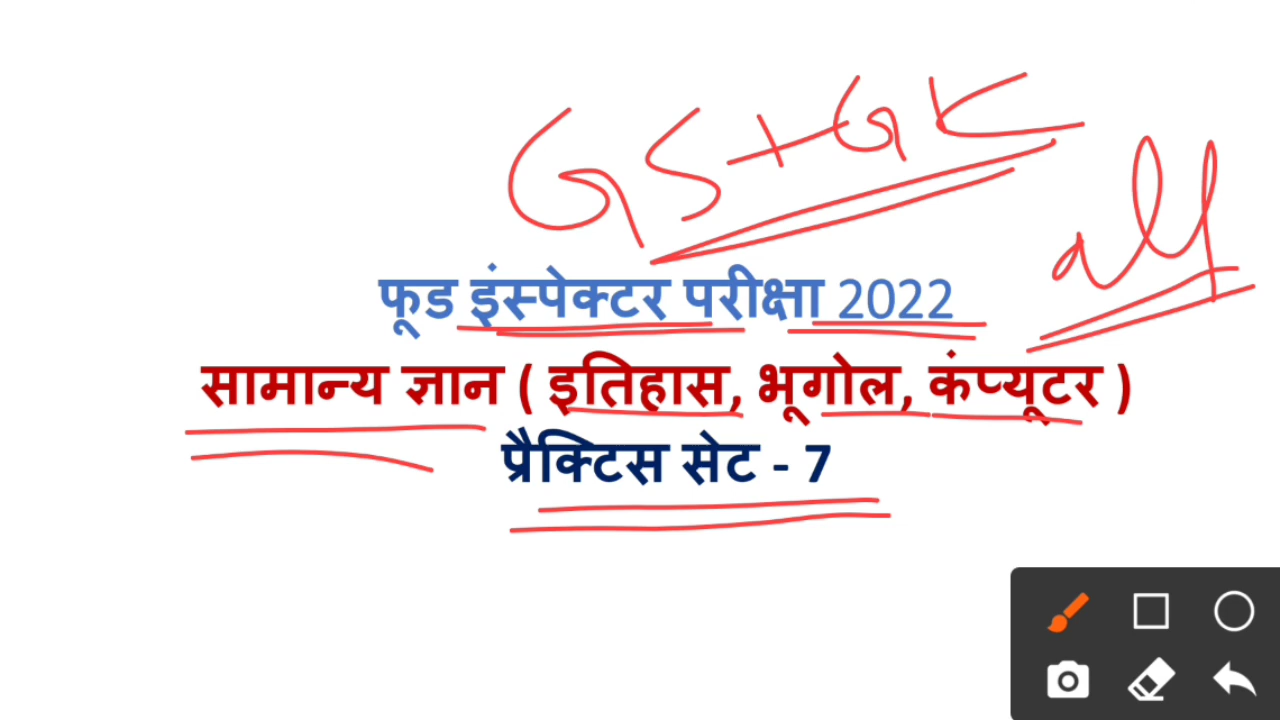 GS+GK
all
फूड इंस्पेक्टर परीक्षा 2022
सामान्य ज्ञान ( इतिहास, भूगोल, कंप्यूटर )
प्रैक्टिस सेट - 7